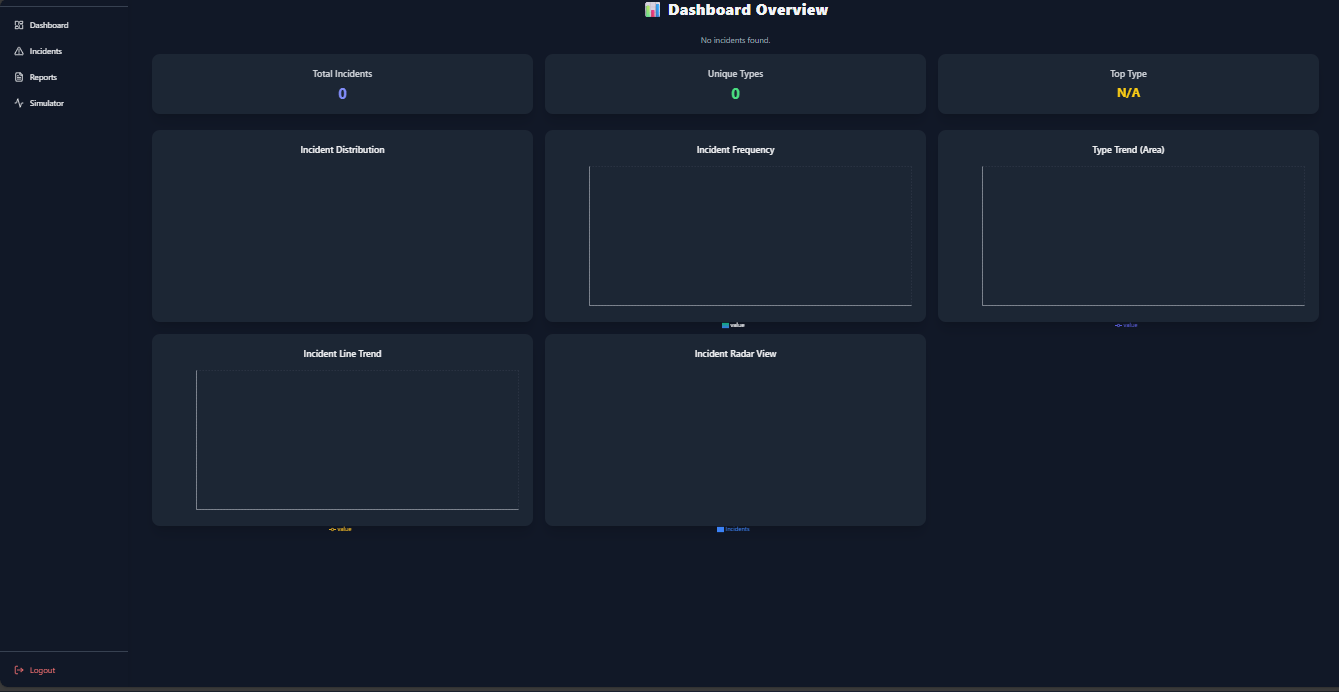 Dashboard
Incidents
Reports
Simulator
Logout
Dashboard Overview
No incidents found.
Total Incidents
0
Unique Types
0
Top Type
N/A
Incident Distribution
Incident Frequency
value
Type Trend (Area)
value
Incident Line Trend
value
Incident Radar View
Incidents